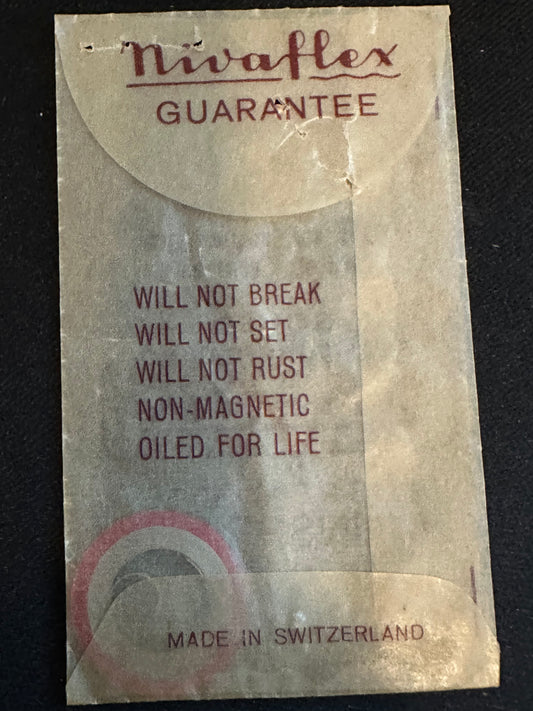 Nivaflex
GUARANTEE
WILL NOT BREAK
WILL NOT SET
WILL NOT RUST
NON-MAGNETIC
OILED FOR LIFE
MADE IN SWITZERLAND